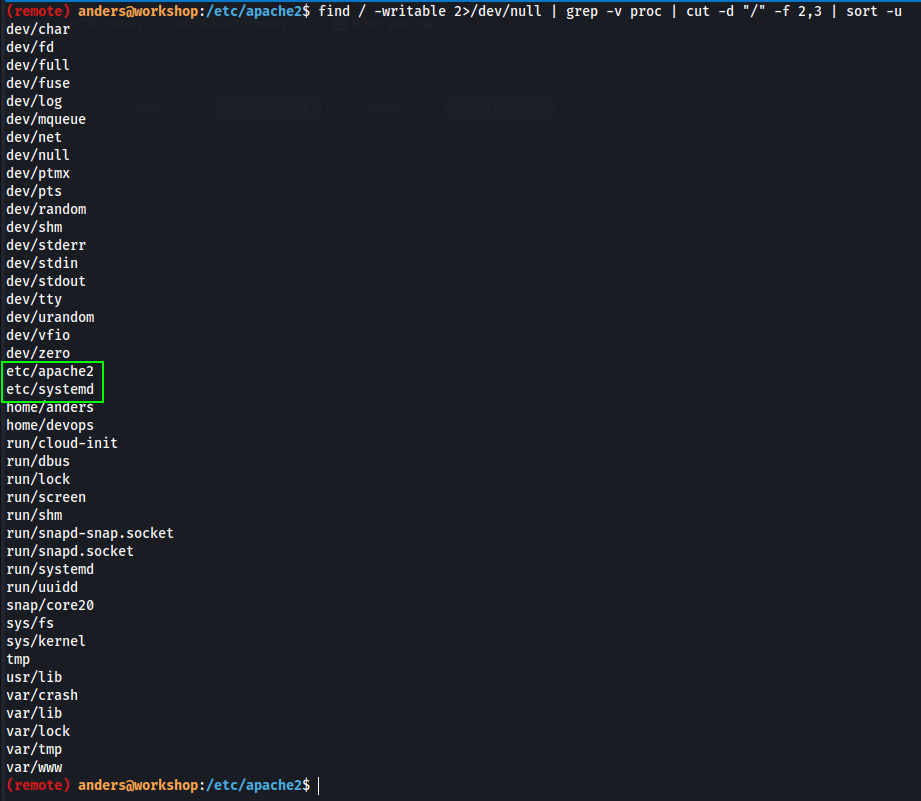 (remote) anders@workshop:/etc/apache2$ find / -writable 2>/dev/null | grep -v proc | cut -d "/" -f 2,3 | sort -u
dev/char
dev/fd
dev/full
dev/fuse
dev/log
dev/mqueue
dev/net
dev/null
dev/ptmx
dev/pts
dev/random
dev/shm
dev/stderr
dev/stdin
dev/stdout
dev/tty
dev/urandom
dev/vfio
dev/zero
etc/apache2
etc/systemd
home/anders
home/devops
run/cloud-init
run/dbus
run/lock
run/screen
run/shm
run/snapd-snap.socket
run/snapd.socket
run/systemd
run/uuidd
snap/core20
sys/fs
sys/kernel
tmp
usr/lib
var/crash
var/lib
var/lock
var/tmp
var/www
(remote) anders@workshop:/etc/apache2$